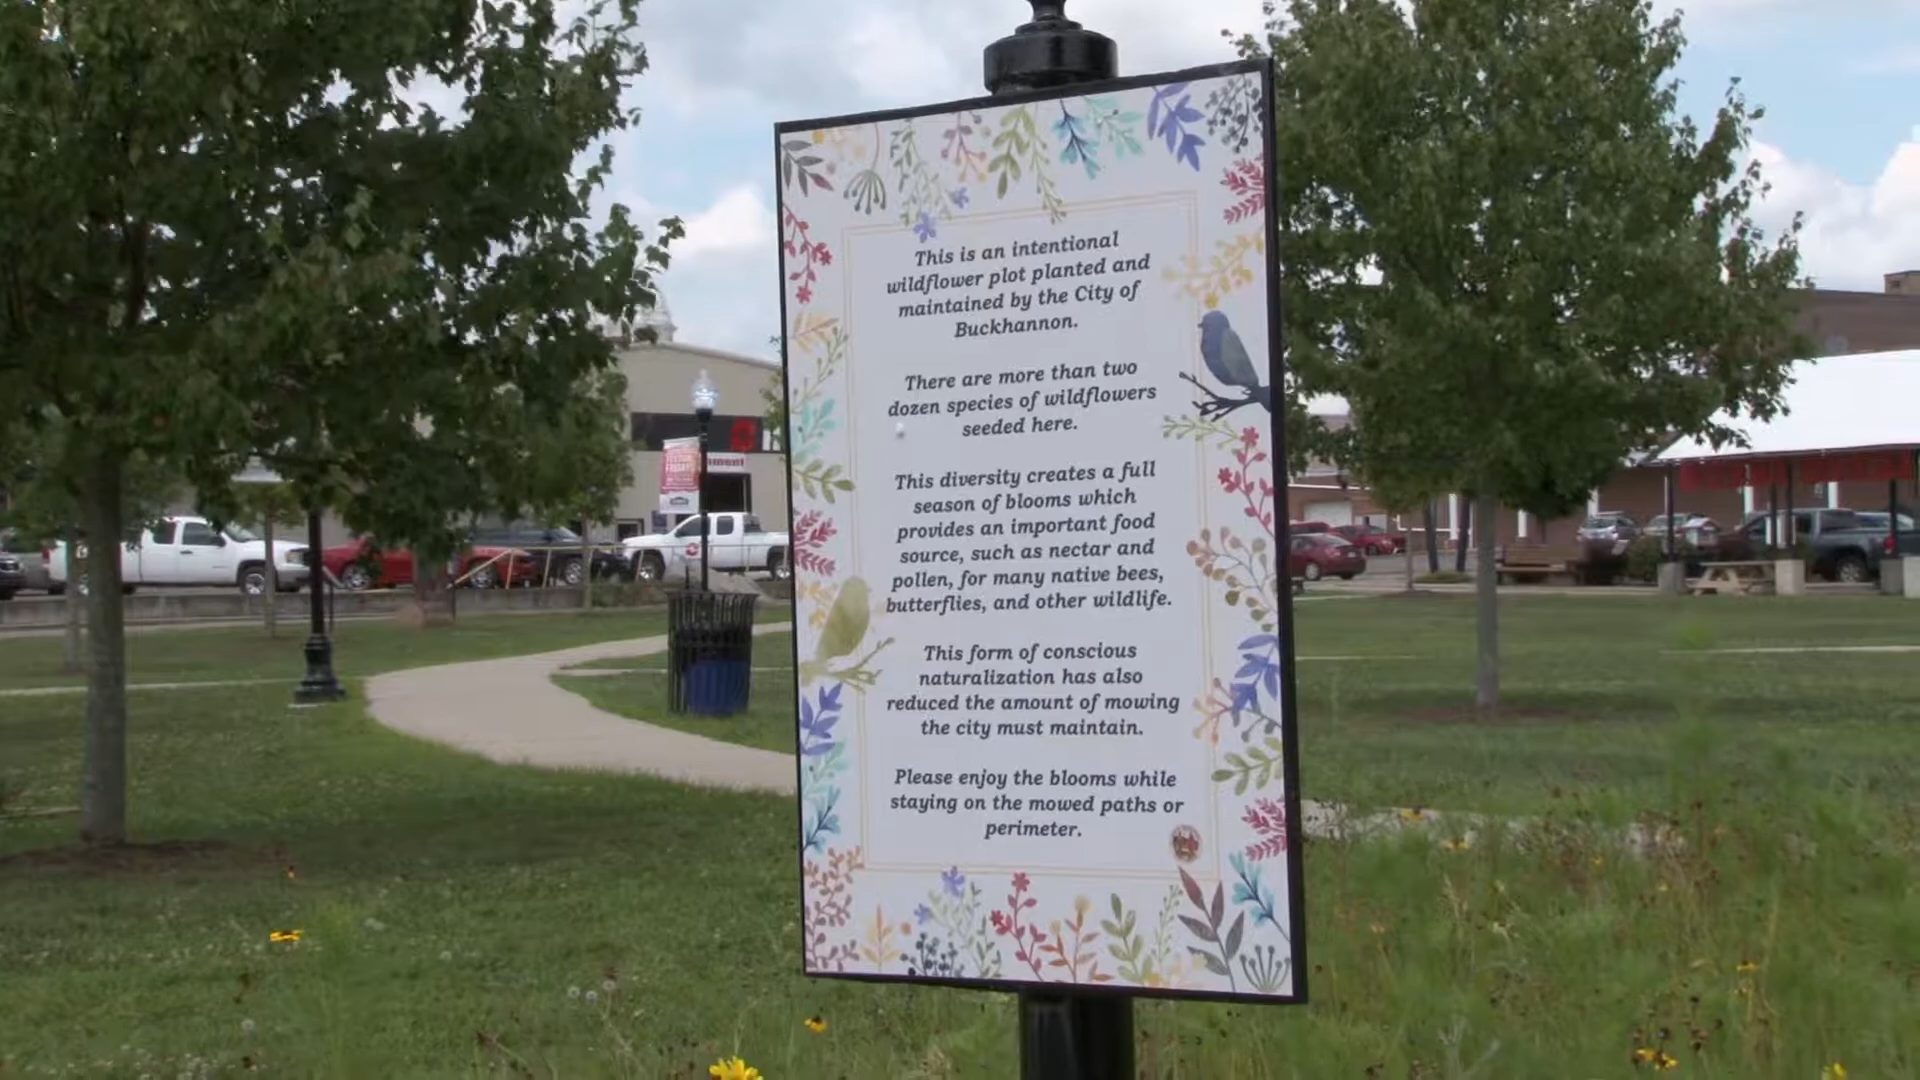 This is an intentional
wildflower plot planted and
maintained by the City of
Buckhannon.
There are more than two
dozen species of wildflowers
seeded here.
This diversity creates a full
season of blooms which
provides an important food
source, such as nectar and
pollen, for many native bees,
butterflies, and other wildlife.
This form of conscious
naturalization has also
reduced the amount of mowing
the city must maintain.
Please enjoy the blooms while
staying on the mowed paths or
perimeter.